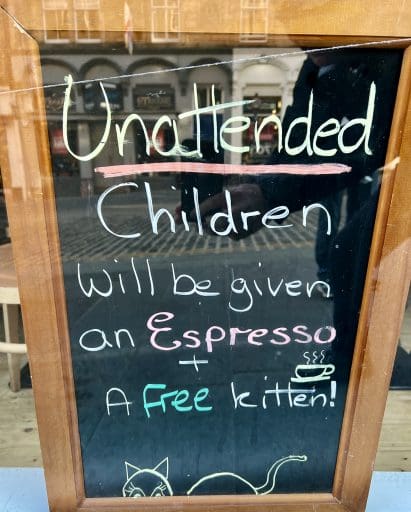 Unattended
Children
Will be given
an Espresso
+
A Free kitten!